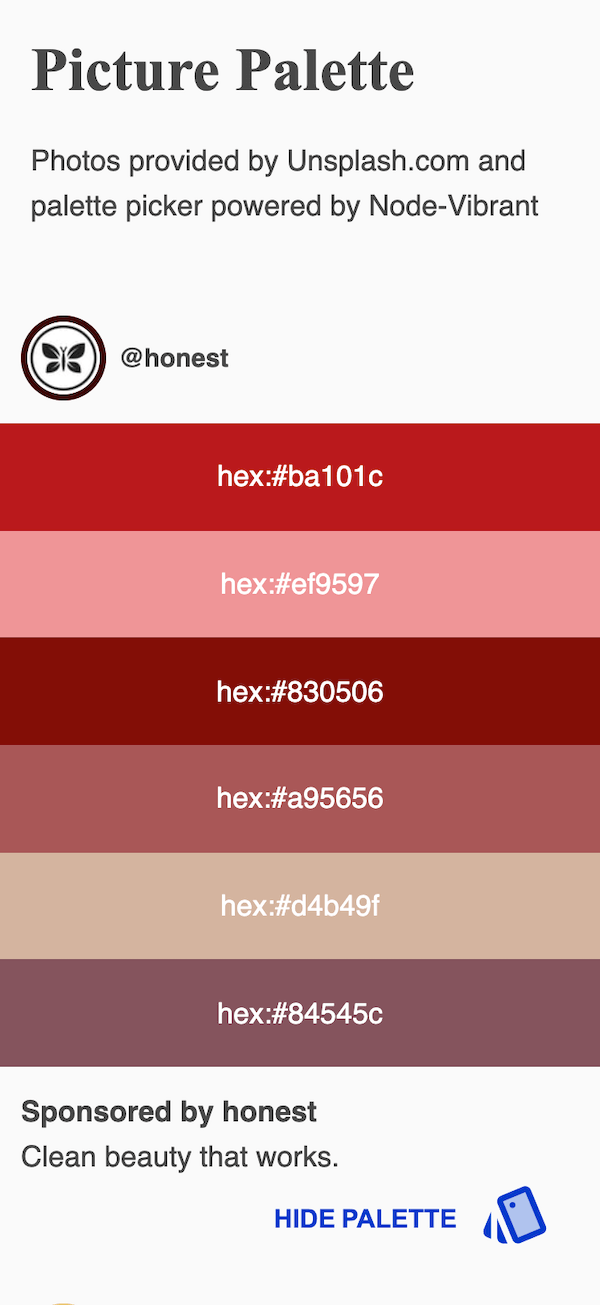 Picture Palette
Photos provided by Unsplash.com and
palette picker powered by Node-Vibrant
@honest
hex:#ba101c
hex:#ef9597
hex:#830506
hex:#a95656
hex:#d4b49f
hex:#84545c
Sponsored by honest
Clean beauty that works.
HIDE PALETTE